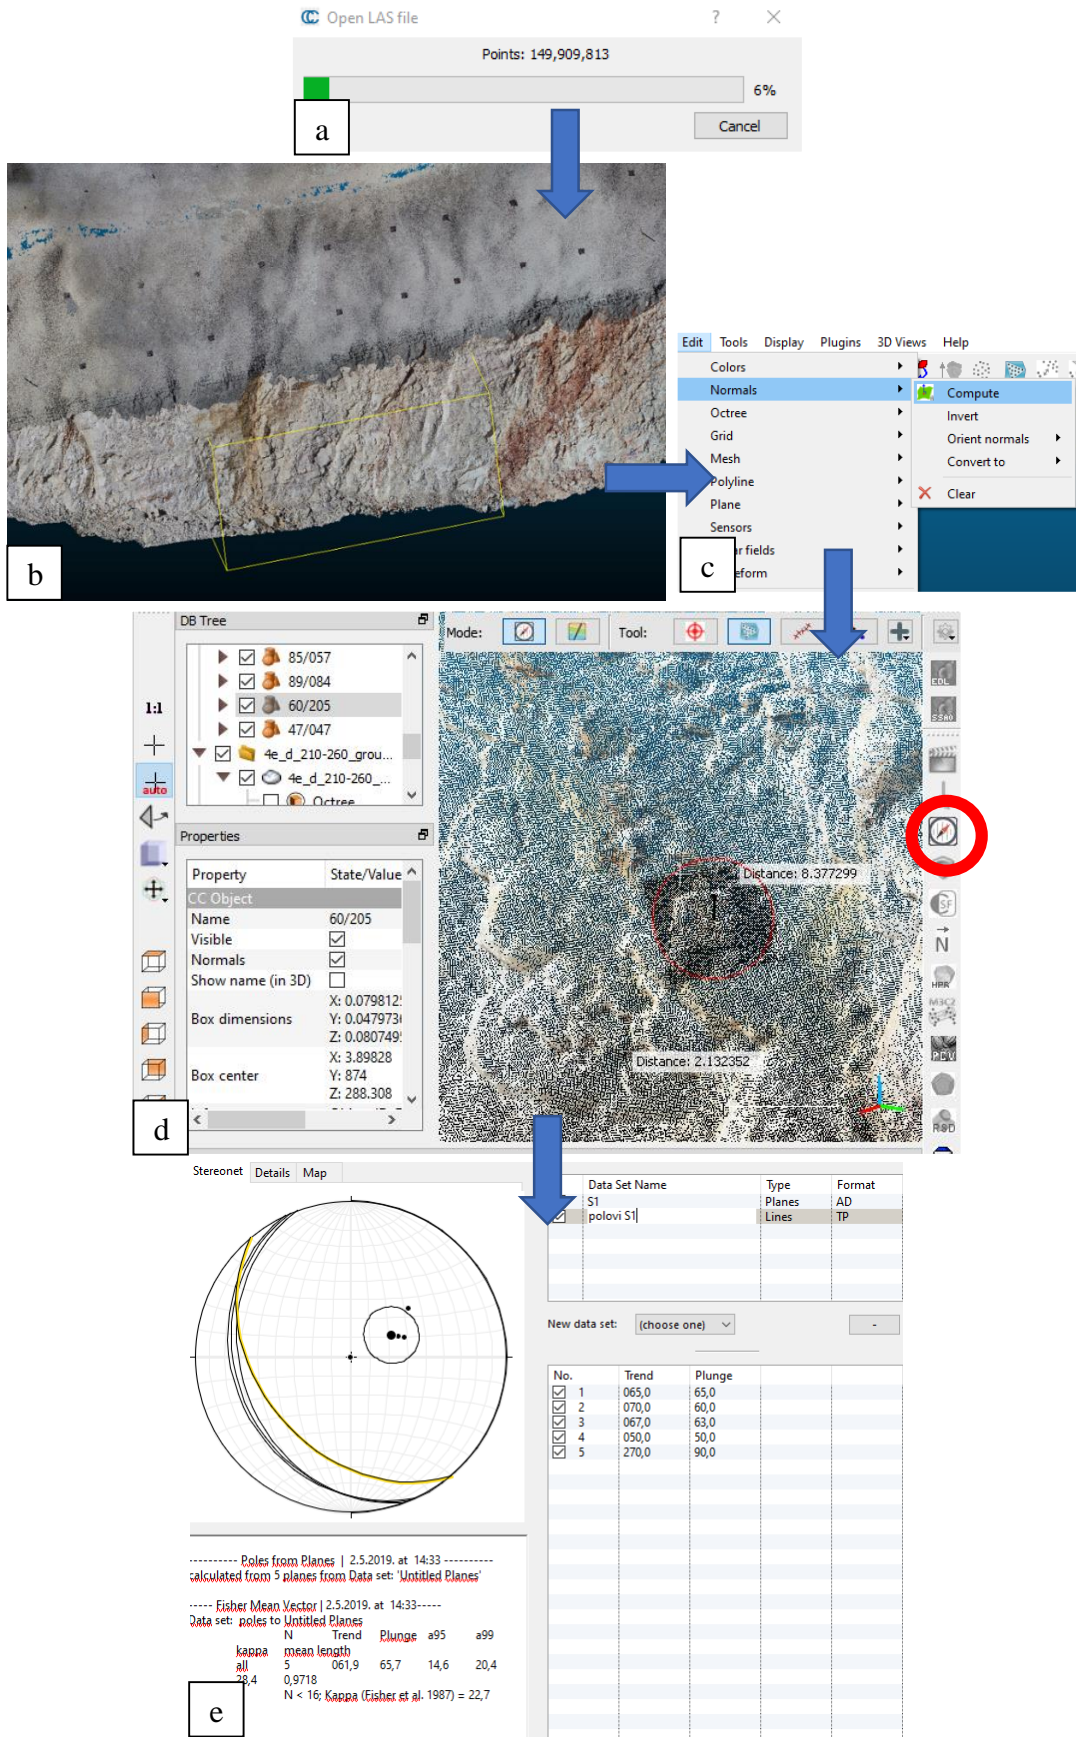 Open LAS file ? ×
Points: 149,909,813
6%
Cancel
a
b
Edit Tools Display Plugins 3D Views Help
Colors
Normals
Octree
Grid
Mesh
Polyline
Plane
Sensors
fields
eform
Compute
Invert
Orient normals
Convert to
Clear
c
DB Tree
85/057
89/084
60/205
47/047
4e_d_210-260_grou...
4e_d_210-260_...
Octree
1:1
auto
Properties
Property State/Value
CC Object
Name 60/205
Visible
Normals
Show name (in 3D)
Box dimensions
X: 0.079812
Y: 0.047973
Z: 0.080749
Box center
X: 3.89828
Y: 874
Z: 288.308
Mode: Tool:
Distance: 8.377299
Distance: 2.132352
EDL
SSAO
SF
N
HPR
M3C2
PCV
RSD
d
Stereonet Details Map
Data Set Name Type Format
S1 Planes AD
polovi S1 Lines TP
New data set: (choose one) -
No. Trend Plunge
1 065,0 65,0
2 070,0 60,0
3 067,0 63,0
4 050,0 50,0
5 270,0 90,0
---------- Poles from Planes | 2.5.2019. at 14:33 ----------
calculated from 5 planes from Data set: 'Untitled Planes'
----- Fisher Mean Vector | 2.5.2019. at 14:33-----
Data set: poles to Untitled Planes
N Trend Plunge a95 a99
kappa mean length
all 5 061,9 65,7 14,6 20,4
28,4 0,9718
N < 16; Kappa (Fisher et al. 1987) = 22,7
e